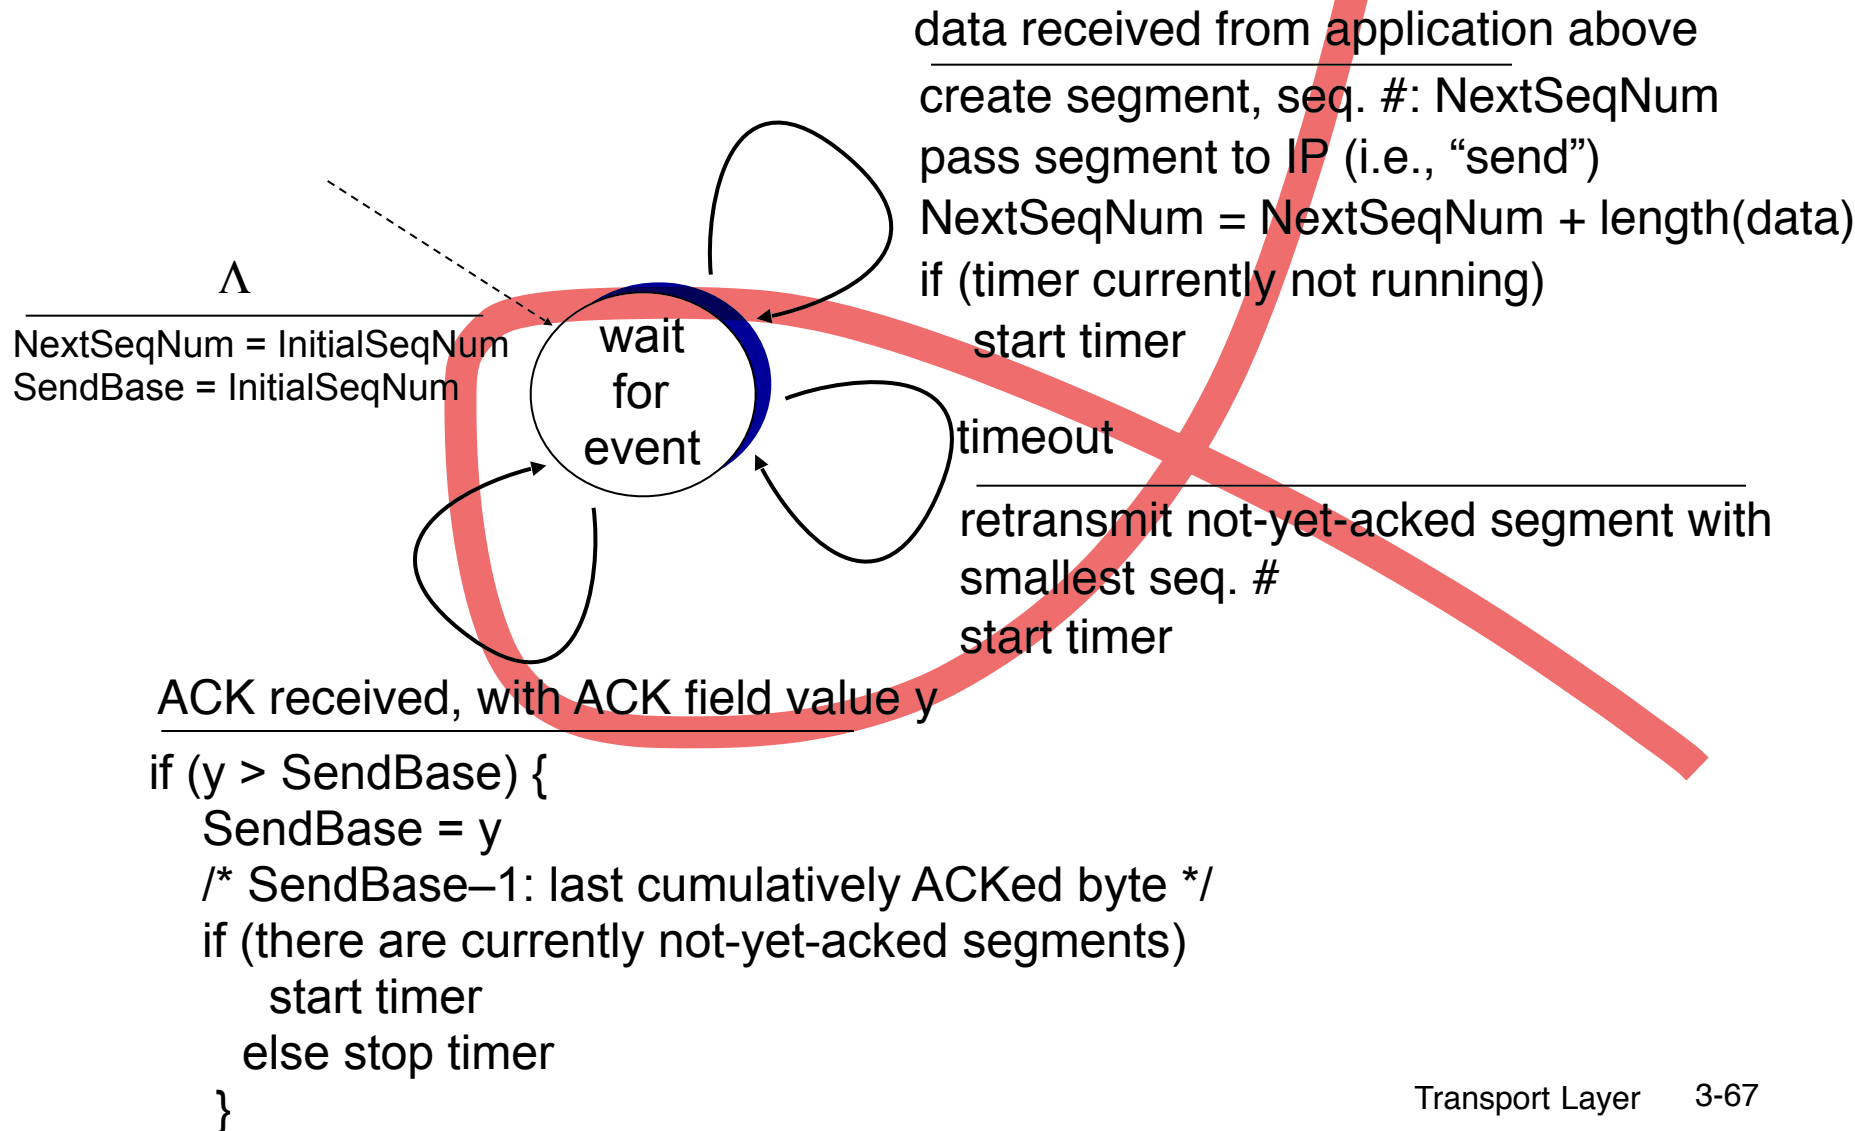 data received from application above
create segment, seq. #: NextSeqNum
pass segment to IP (i.e., “send”)
NextSeqNum = NextSeqNum + length(data)
if (timer currently not running)
start timer
Λ
NextSeqNum = InitialSeqNum
SendBase = InitialSeqNum
wait
for
event
timeout
retransmit not-yet-acked segment with
smallest seq. #
start timer
ACK received, with ACK field value y
if (y > SendBase) {
SendBase = y
/* SendBase–1: last cumulatively ACKed byte */
if (there are currently not-yet-acked segments)
start timer
else stop timer
}
Transport Layer 3-67